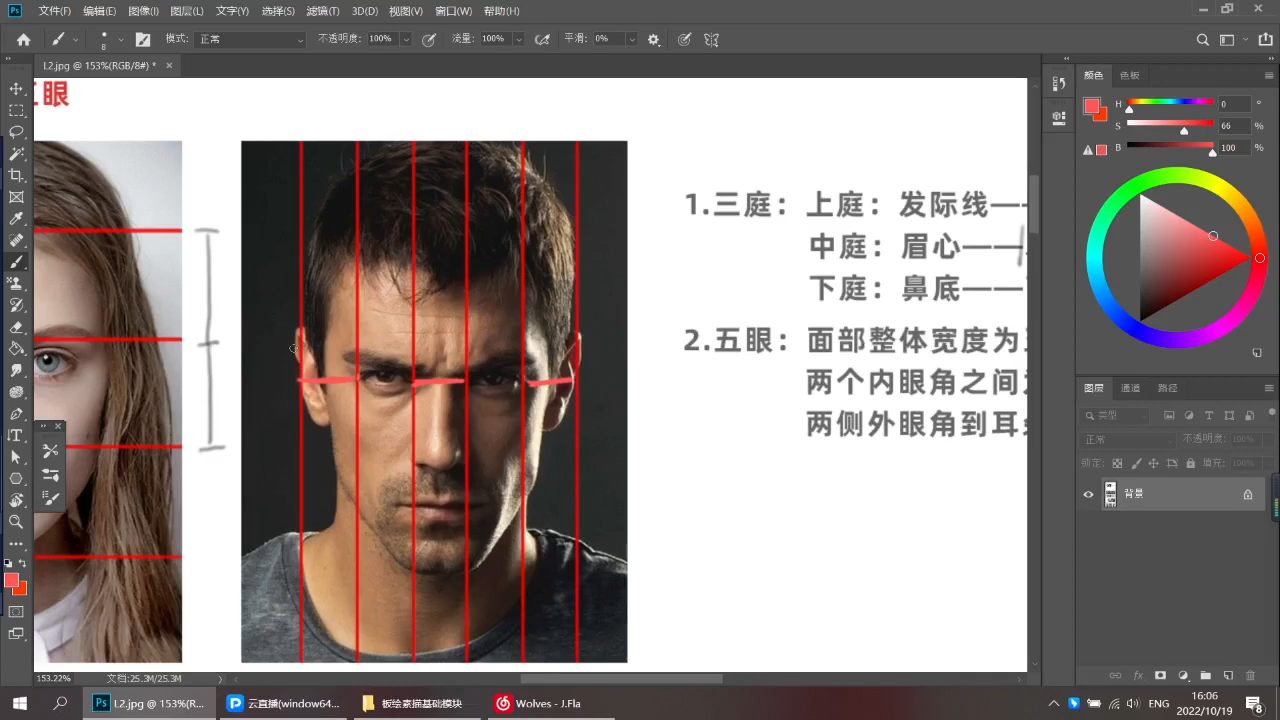 文件(F) 编辑(E) 图像(I) 图层(L) 文字(Y) 选择(S) 滤镜(T) 3D(D) 视图(V) 窗口(W) 帮助(H)
8 模式: 正常 不透明度: 100% 流量: 100% 平滑: 0%
L2.jpg @ 153%(RGB/8#) *
眼
1.三庭：上庭：发际线——
中庭：眉心——
下庭：鼻底——
2.五眼：面部整体宽度为
两个内眼角之间
两侧外眼角到耳
颜色 色板
H 0 °
S 66 %
B 100 %
图层 通道 路径
类型
正常 不透明度: 100%
锁定: 填充: 100%
背景
153.22% 文档:25.3M/25.3M
L2.jpg @ 153%(R... 云直播(window64... 板绘素描基础模块 Wolves - J.Fla
ENG 16:06 2022/10/19 8